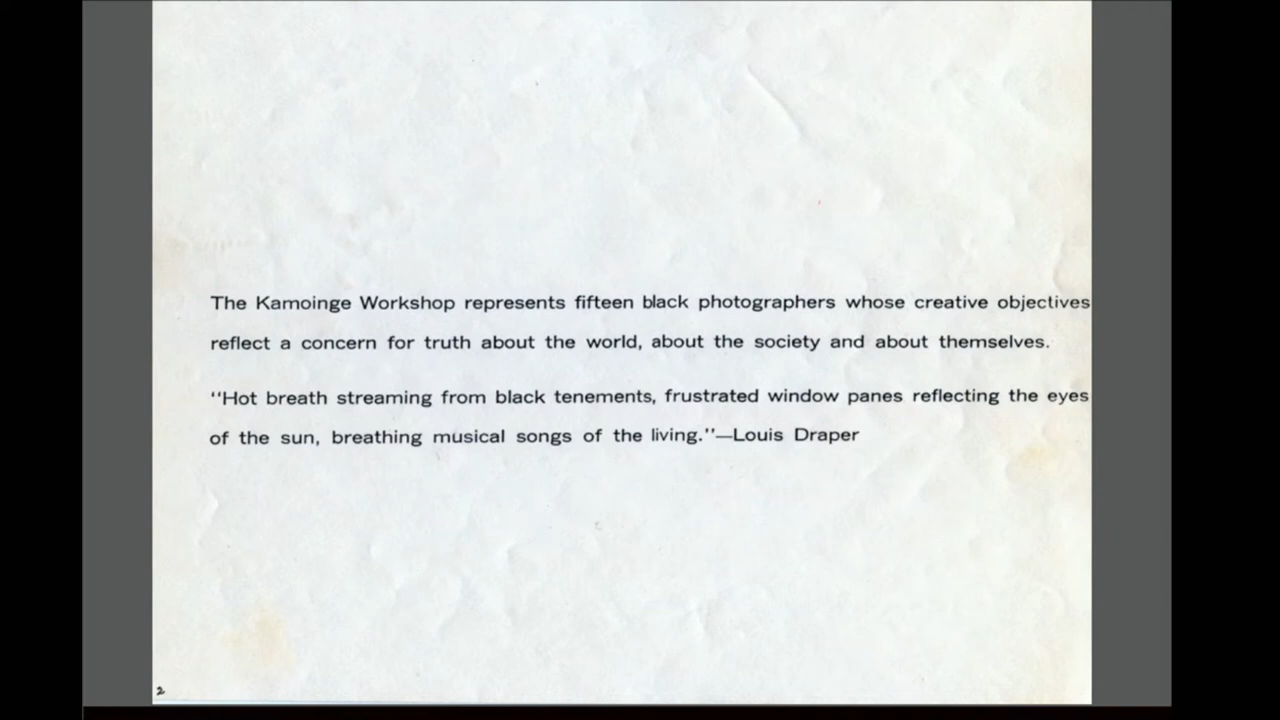 The Kamoinge Workshop represents fifteen black photographers whose creative objectives
reflect a concern for truth about the world, about the society and about themselves.
''Hot breath streaming from black tenements, frustrated window panes reflecting the eyes
of the sun, breathing musical songs of the living.''—Louis Draper
2